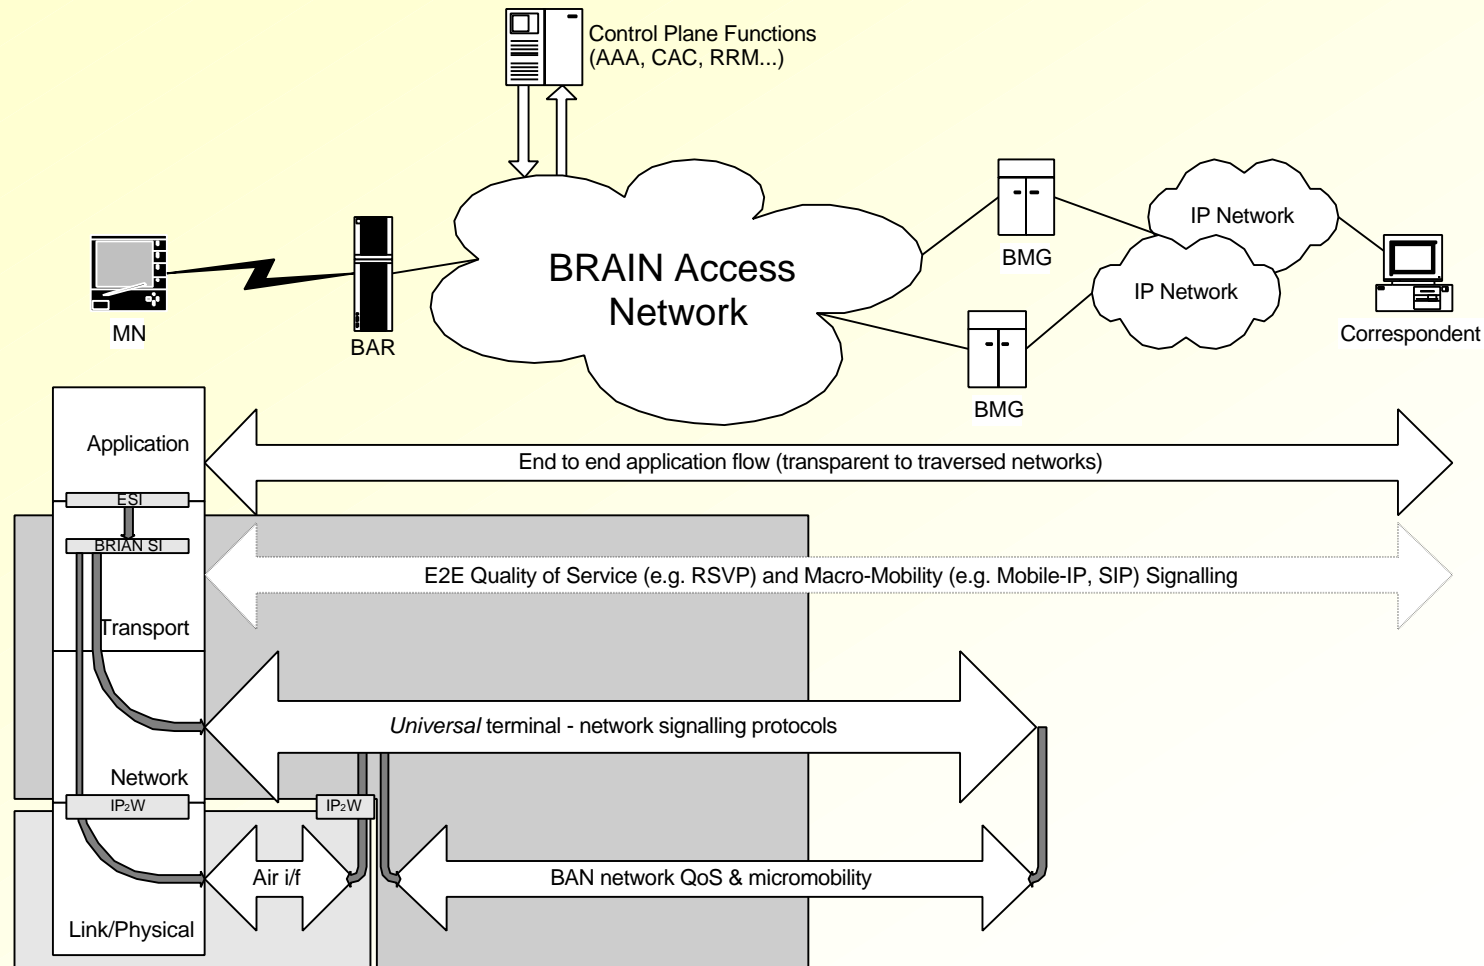 Control Plane Functions
(AAA, CAC, RRM...)
MN
BAR
BRAIN Access
Network
BMG
BMG
IP Network
IP Network
Correspondent
Application
End to end application flow (transparent to traversed networks)
ESI
BRIAN SI
E2E Quality of Service (e.g. RSVP) and Macro-Mobility (e.g. Mobile-IP, SIP) Signalling
Transport
Universal terminal - network signalling protocols
Network
IP₂W
IP₂W
Air i/f
BAN network QoS & micromobility
Link/Physical